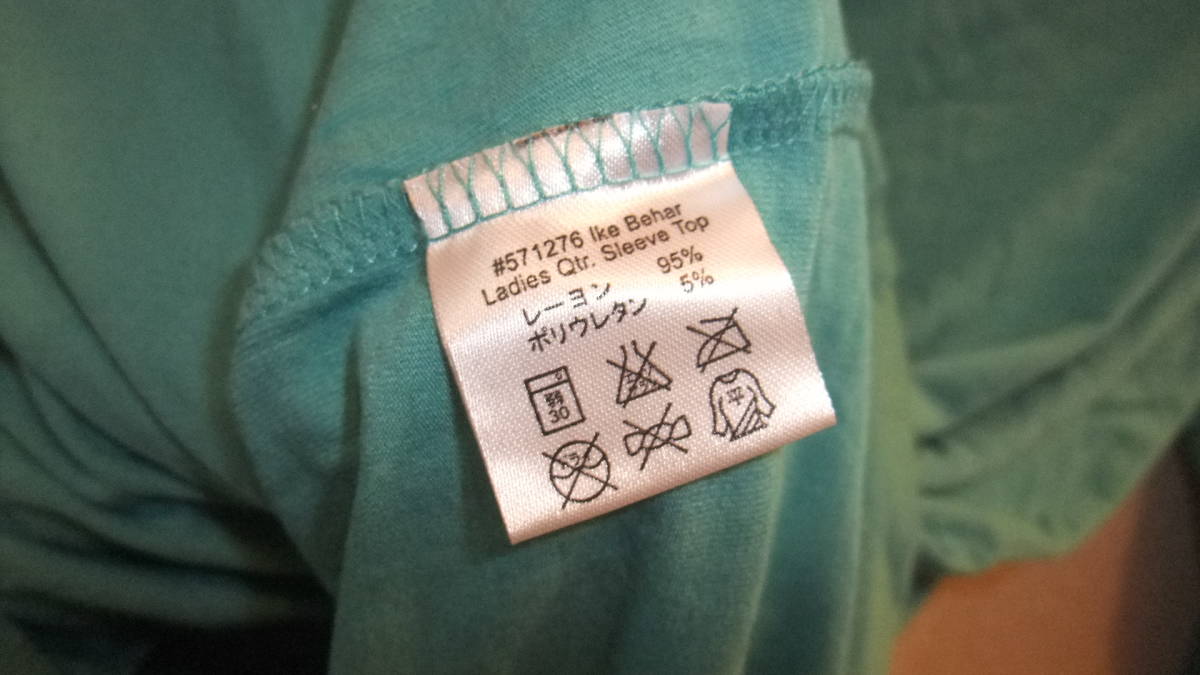 #571276 Ike Behar
Ladies Qtr. Sleeve Top
レーヨン 95%
ポリウレタン 5%
弱
30
平